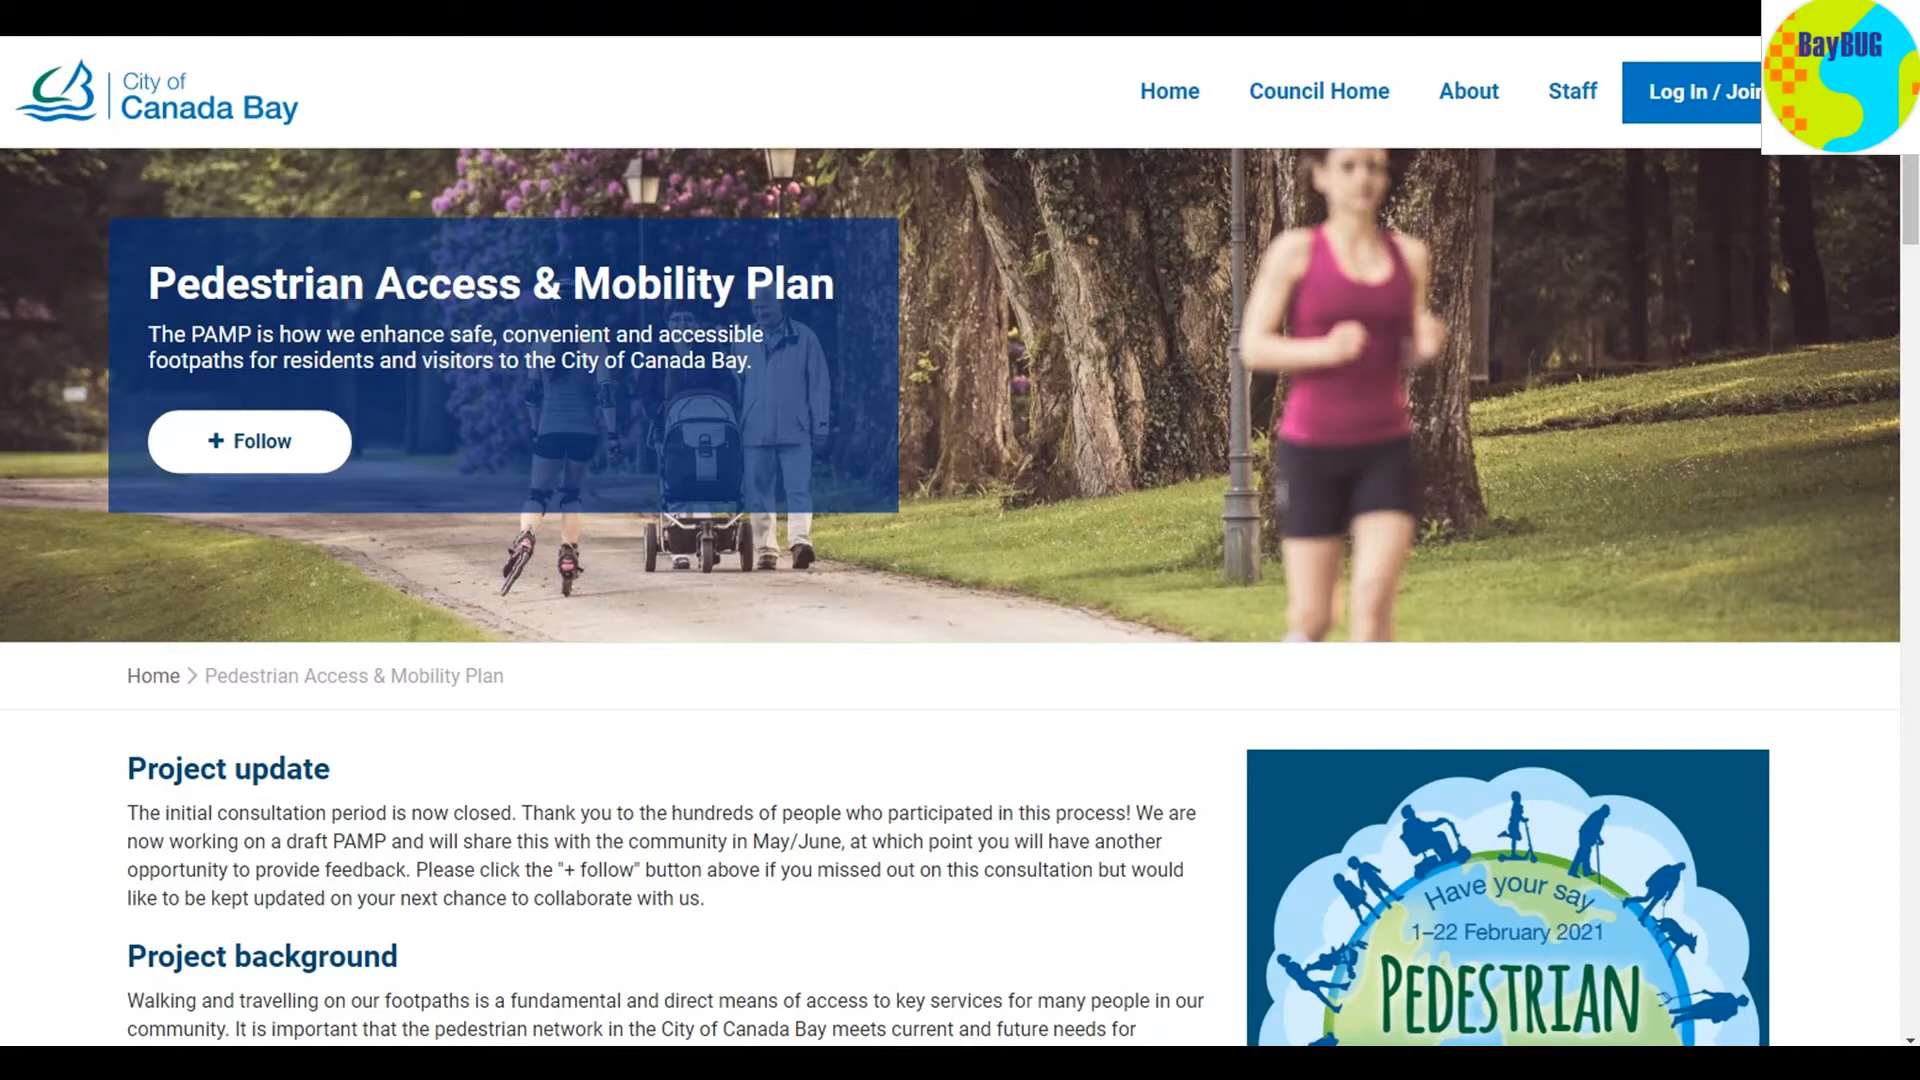 City of
Canada Bay
Home
Council Home
About
Staff
Log In / Join
BayBUG
Pedestrian Access & Mobility Plan
The PAMP is how we enhance safe, convenient and accessible
footpaths for residents and visitors to the City of Canada Bay.
+ Follow
Home > Pedestrian Access & Mobility Plan
Project update
The initial consultation period is now closed. Thank you to the hundreds of people who participated in this process! We are
now working on a draft PAMP and will share this with the community in May/June, at which point you will have another
opportunity to provide feedback. Please click the "+ follow" button above if you missed out on this consultation but would
like to be kept updated on your next chance to collaborate with us.
Project background
Walking and travelling on our footpaths is a fundamental and direct means of access to key services for many people in our
community. It is important that the pedestrian network in the City of Canada Bay meets current and future needs for
Have your say
1–22 February 2021
PEDESTRIAN